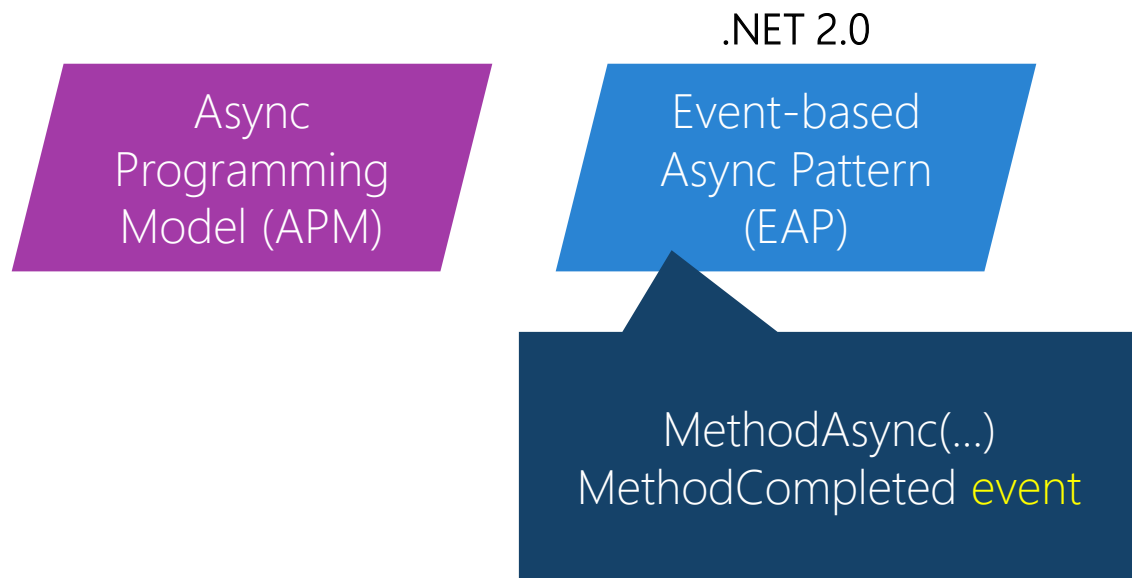 .NET 2.0
Async
Programming
Model (APM)
Event-based
Async Pattern
(EAP)
MethodAsync(…)
MethodCompleted event